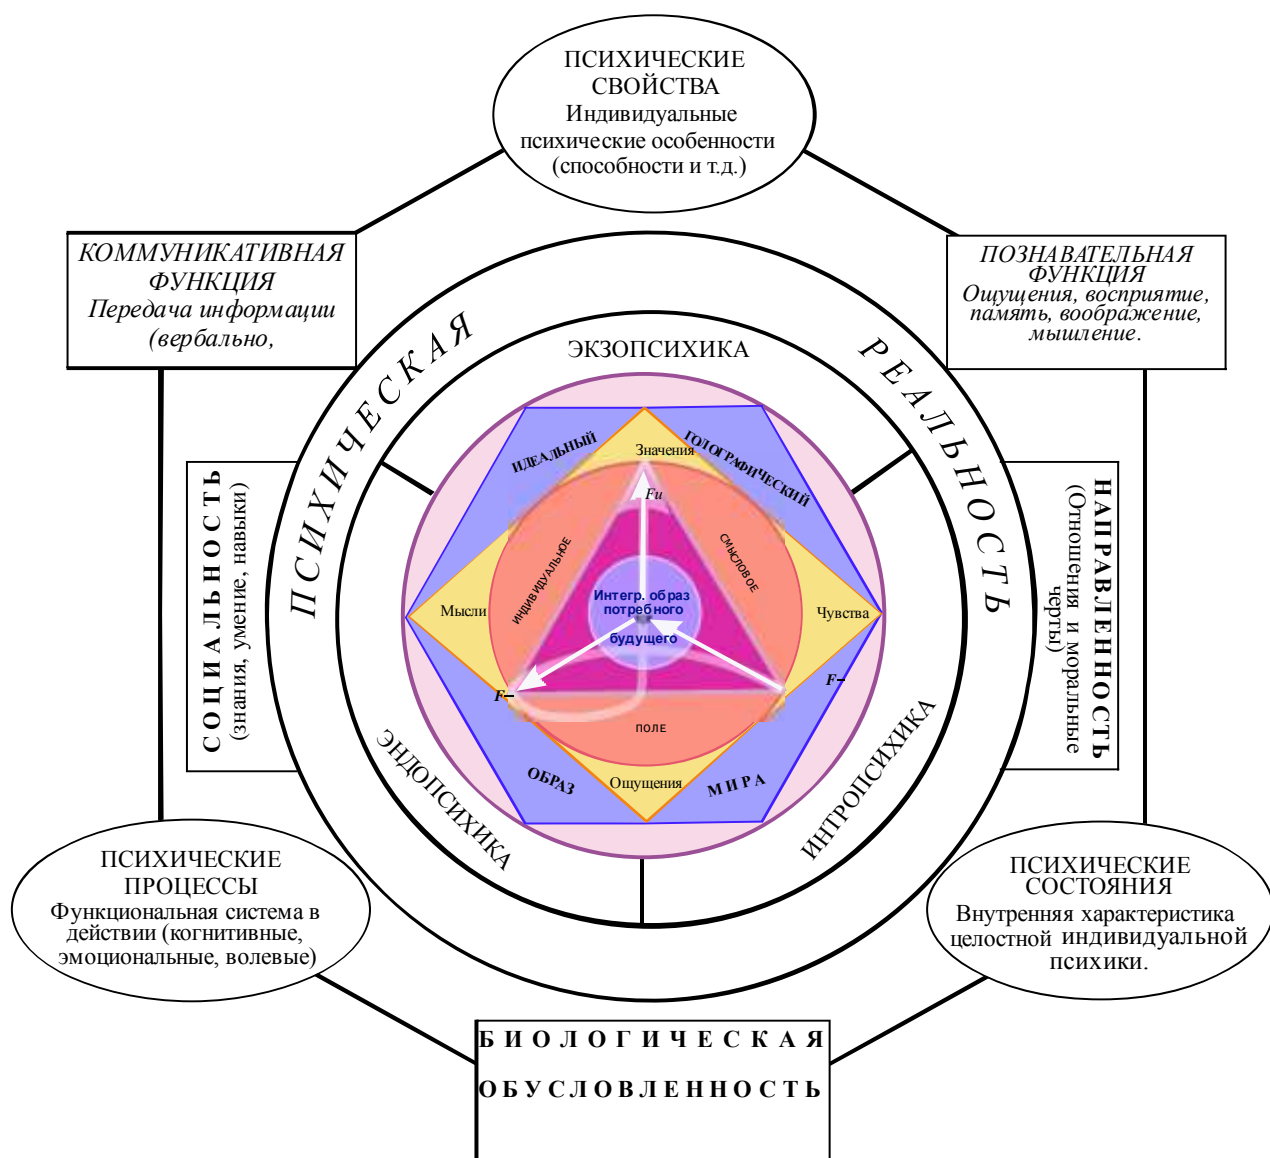 ПСИХИЧЕСКИЕ
СВОЙСТВА
Индивидуальные
психические особенности
(способности и т.д.)
КОММУНИКАТИВНАЯ
ФУНКЦИЯ
Передача информации
(вербально,
ПОЗНАВАТЕЛЬНАЯ
ФУНКЦИЯ
Ощущения, восприятие,
память, воображение,
мышление.
ПСИХИЧЕСКАЯ
РЕАЛЬНОСТЬ
ЭКЗОПСИХИКА
ИДЕАЛЬНЫЙ
ГОЛОГРАФИЧЕСКИЙ
Значения
Fu
ИНДИВИДУАЛЬНОЕ
СМЫСЛОВОЕ
СОЦИАЛЬНОСТЬ
(знания, умение, навыки)
НАПРАВЛЕННОСТЬ
(Отношения и моральные
черты)
Мысли
Интегр. образ
потребного
будущего
Чувства
F–
F–
ПОЛЕ
ЭНДОПСИХИКА
ИНТРОПСИХИКА
ОБРАЗ
Ощущения
МИРА
ПСИХИЧЕСКИЕ
ПРОЦЕССЫ
Функциональная система в
действии (когнитивные,
эмоциональные, волевые)
ПСИХИЧЕСКИЕ
СОСТОЯНИЯ
Внутренняя характеристика
целостной индивидуальной
психики.
БИОЛОГИЧЕСКАЯ
ОБУСЛОВЛЕННОСТЬ